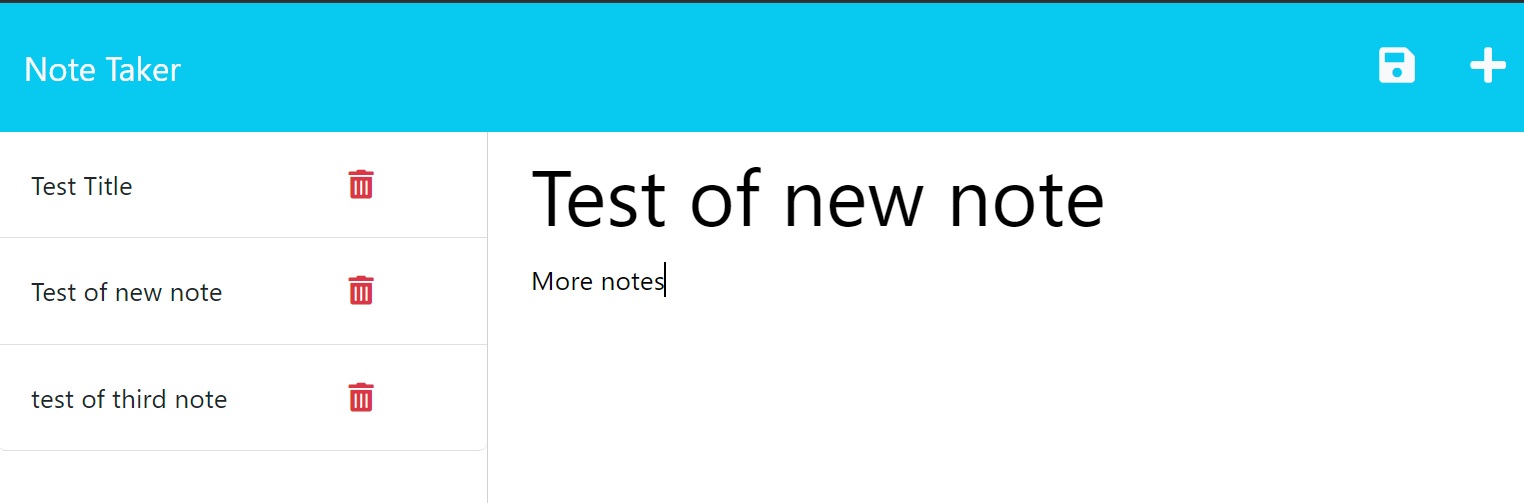 Note Taker
Test Title
Test of new note
test of third note
Test of new note
More notes